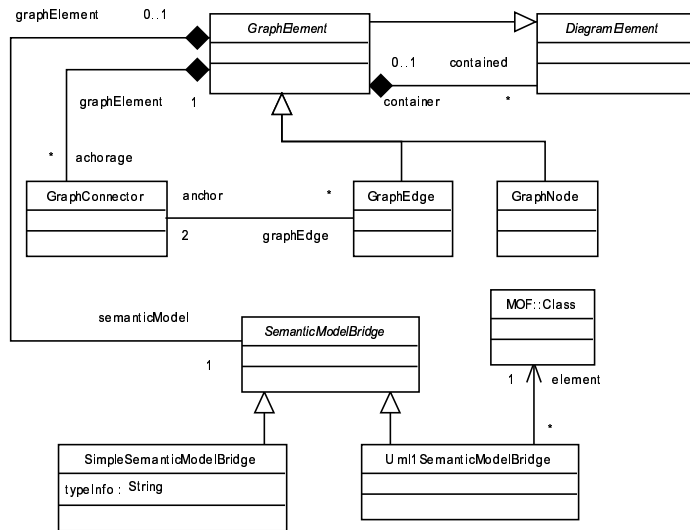 graphElement 0..1 GraphElement DiagramElement
0..1 contained
graphElement 1 container *
* achorage
GraphConnector anchor * GraphEdge GraphNode
2 graphEdge
MOF::Class
semanticModel SemanticModelBridge
1 1 element
*
SimpleSemanticModelBridge Uml1SemanticModelBridge
typeInfo : String